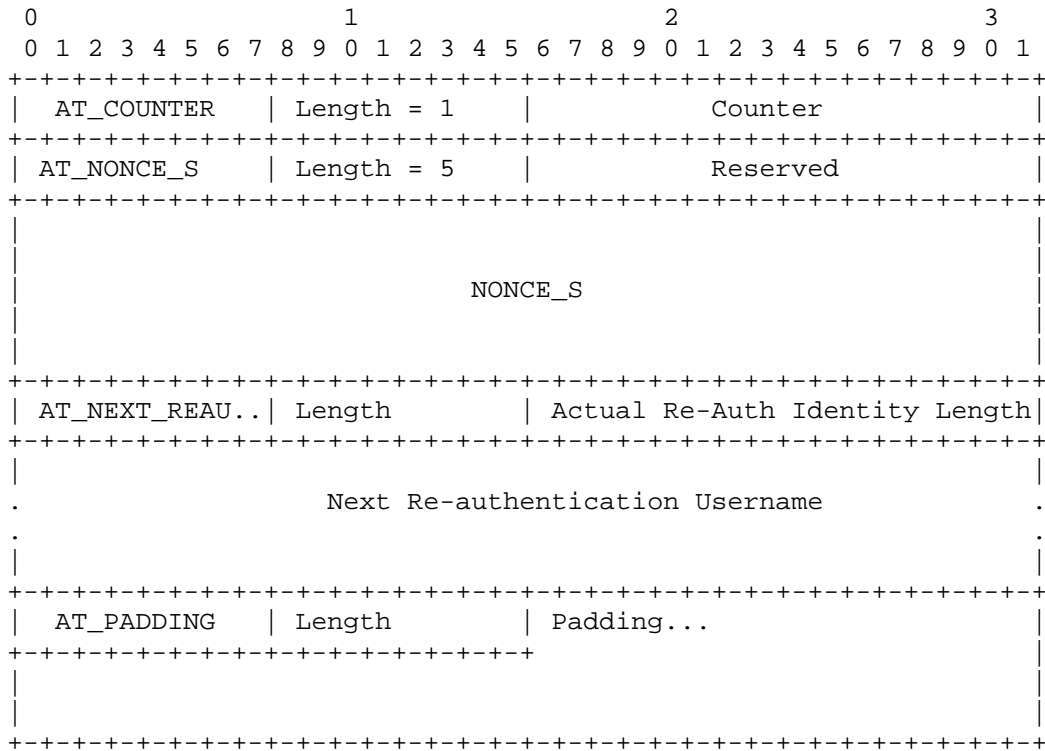 0                   1                   2                   3
0 1 2 3 4 5 6 7 8 9 0 1 2 3 4 5 6 7 8 9 0 1 2 3 4 5 6 7 8 9 0 1
+-+-+-+-+-+-+-+-+-+-+-+-+-+-+-+-+-+-+-+-+-+-+-+-+-+-+-+-+-+-+-+-+
|  AT_COUNTER   | Length = 1    |           Counter             |
+-+-+-+-+-+-+-+-+-+-+-+-+-+-+-+-+-+-+-+-+-+-+-+-+-+-+-+-+-+-+-+-+
| AT_NONCE_S    | Length = 5    |           Reserved            |
+-+-+-+-+-+-+-+-+-+-+-+-+-+-+-+-+-+-+-+-+-+-+-+-+-+-+-+-+-+-+-+-+
|                                                               |
|                                                               |
|                            NONCE_S                            |
|                                                               |
|                                                               |
+-+-+-+-+-+-+-+-+-+-+-+-+-+-+-+-+-+-+-+-+-+-+-+-+-+-+-+-+-+-+-+-+
| AT_NEXT_REAU..| Length        | Actual Re-Auth Identity Length|
+-+-+-+-+-+-+-+-+-+-+-+-+-+-+-+-+-+-+-+-+-+-+-+-+-+-+-+-+-+-+-+-+
|                                                               |
.                   Next Re-authentication Username             .
.                                                               .
|                                                               |
+-+-+-+-+-+-+-+-+-+-+-+-+-+-+-+-+-+-+-+-+-+-+-+-+-+-+-+-+-+-+-+-+
|  AT_PADDING   | Length        | Padding...                    |
+-+-+-+-+-+-+-+-+-+-+-+-+-+-+-+-+                               |
|                                                               |
|                                                               |
+-+-+-+-+-+-+-+-+-+-+-+-+-+-+-+-+-+-+-+-+-+-+-+-+-+-+-+-+-+-+-+-+